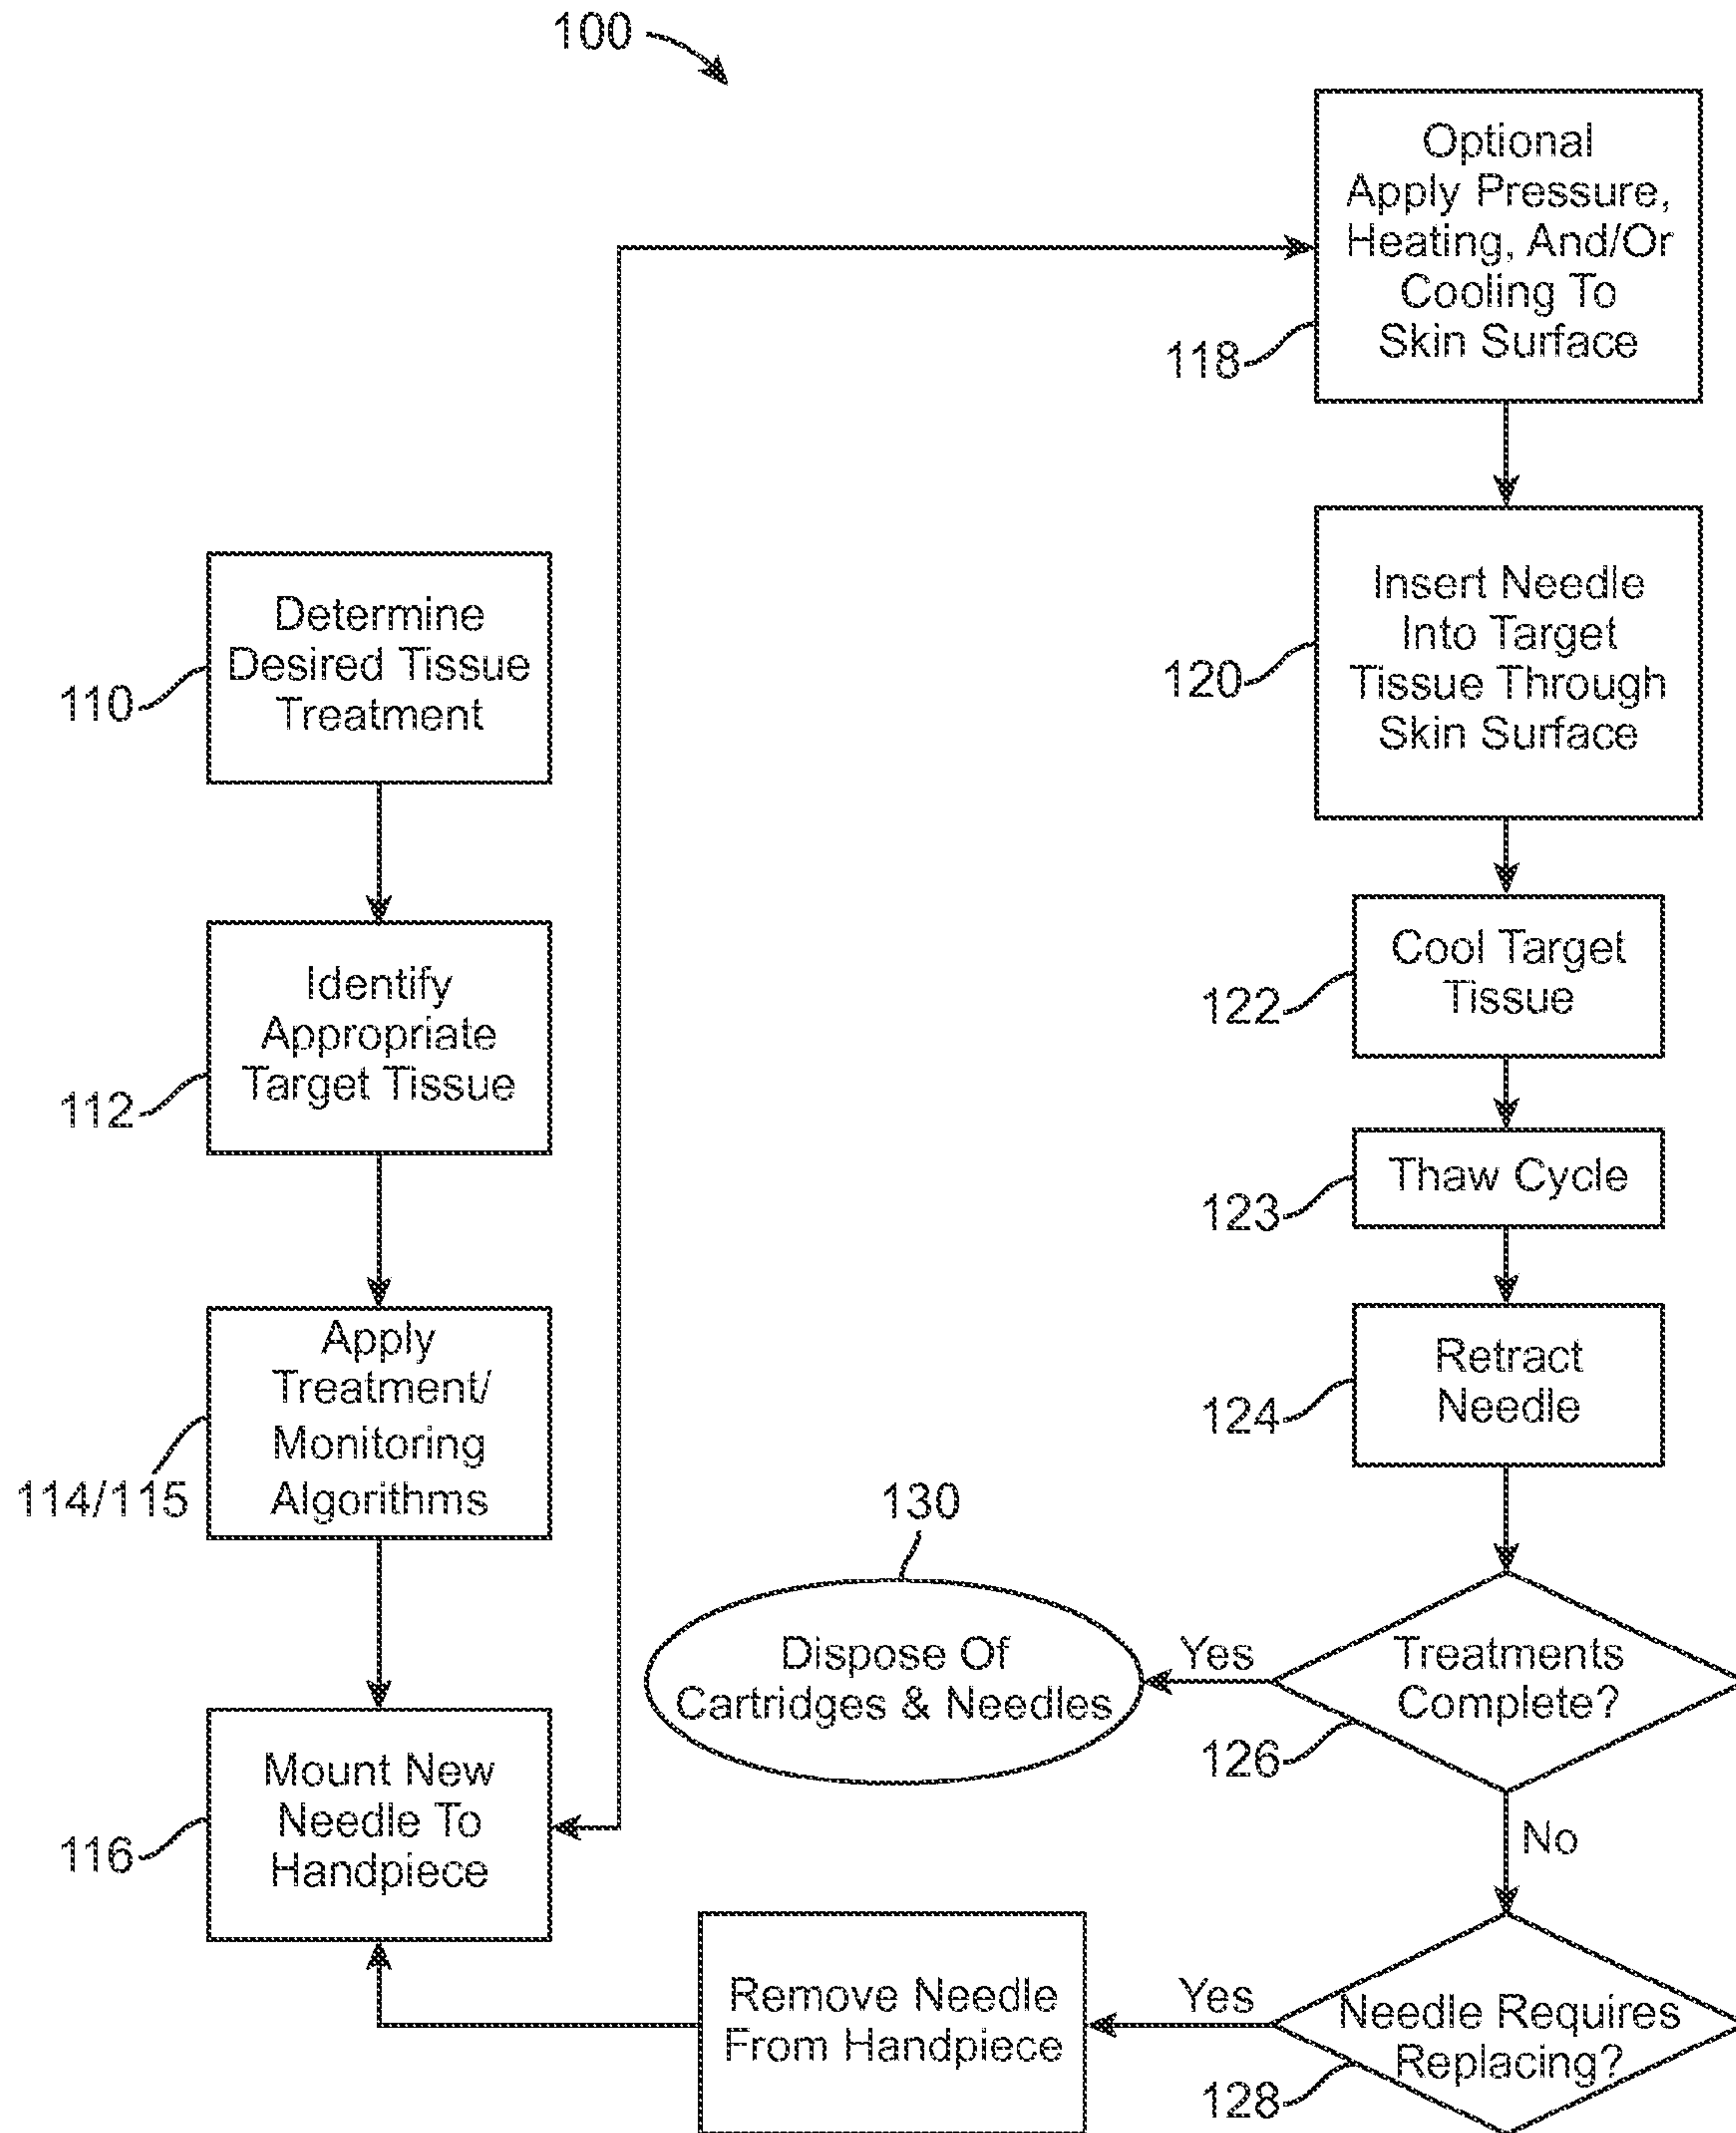 100
Optional
Apply Pressure,
Heating, And/Or
Cooling To
Skin Surface
118
Insert Needle
Into Target
Tissue Through
Skin Surface
120
Determine
Desired Tissue
Treatment
110
Cool Target
Tissue
122
Identify
Appropriate
Target Tissue
112
Thaw Cycle
123
Apply
Treatment/
Monitoring
Algorithms
114/115
Retract
Needle
124
130
Dispose Of
Cartridges & Needles
Yes
Treatments
Complete?
126
Mount New
Needle To
Handpiece
116
No
Remove Needle
From Handpiece
Yes
Needle Requires
Replacing?
128